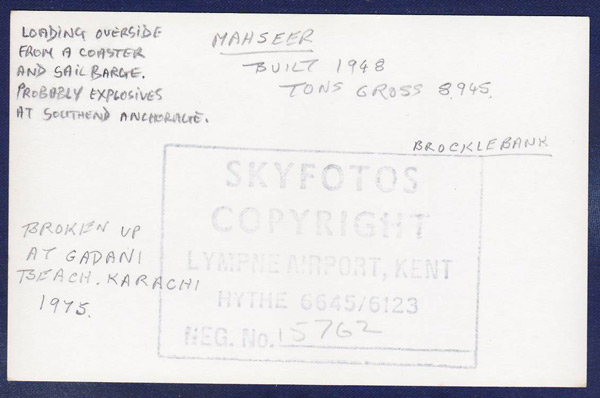 LOADING OVERSIDE
FROM A COASTER
AND SAIL BARGE.
PROBABLY EXPLOSIVES
AT SOUTHEND ANCHORAGE.
MAHSEER
BUILT 1948
TONS GROSS 8,945.
BROCKLEBANK
SKYFOTOS
COPYRIGHT
LYMPNE AIRPORT, KENT
HYTHE 6645/6123
NEG. No. 15762
BROKEN UP
AT GADANI
BEACH. KARACHI
1975.